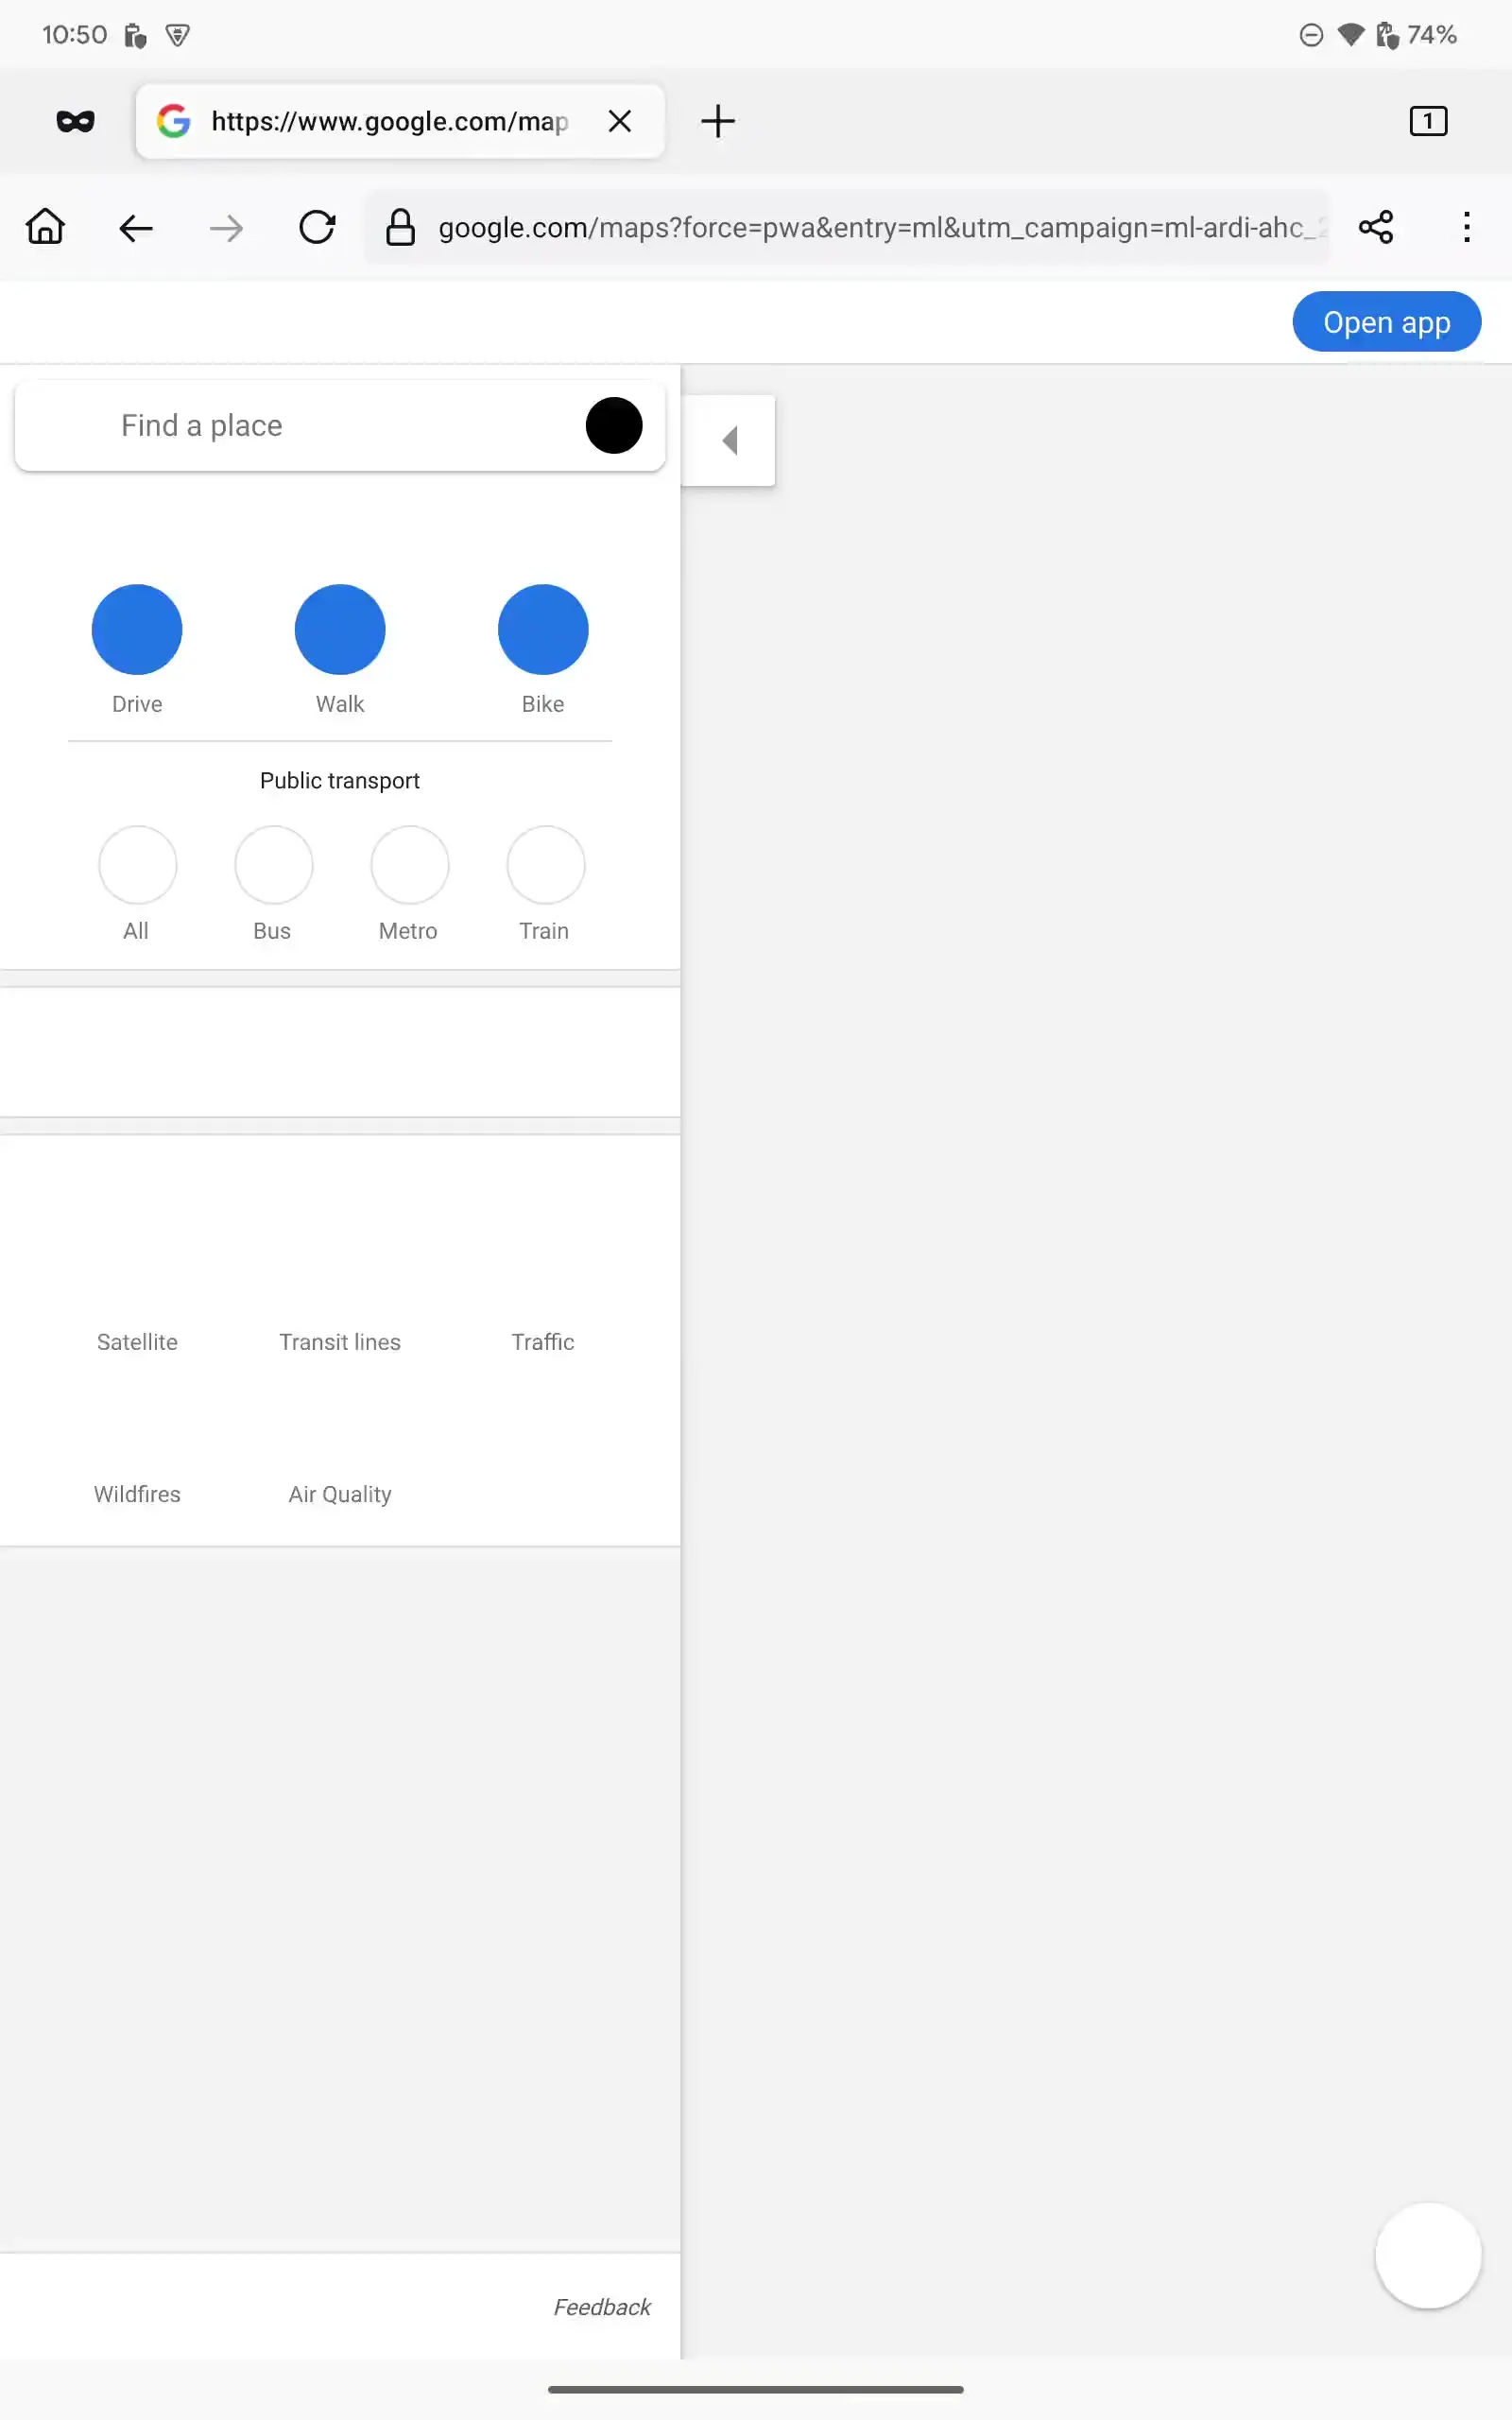 10:50
74%
https://www.google.com/map
1
google.com/maps?force=pwa&entry=ml&utm_campaign=ml-ardi-ahc_
Open app
Find a place
Drive
Walk
Bike
Public transport
All
Bus
Metro
Train
Satellite
Transit lines
Traffic
Wildfires
Air Quality
Feedback